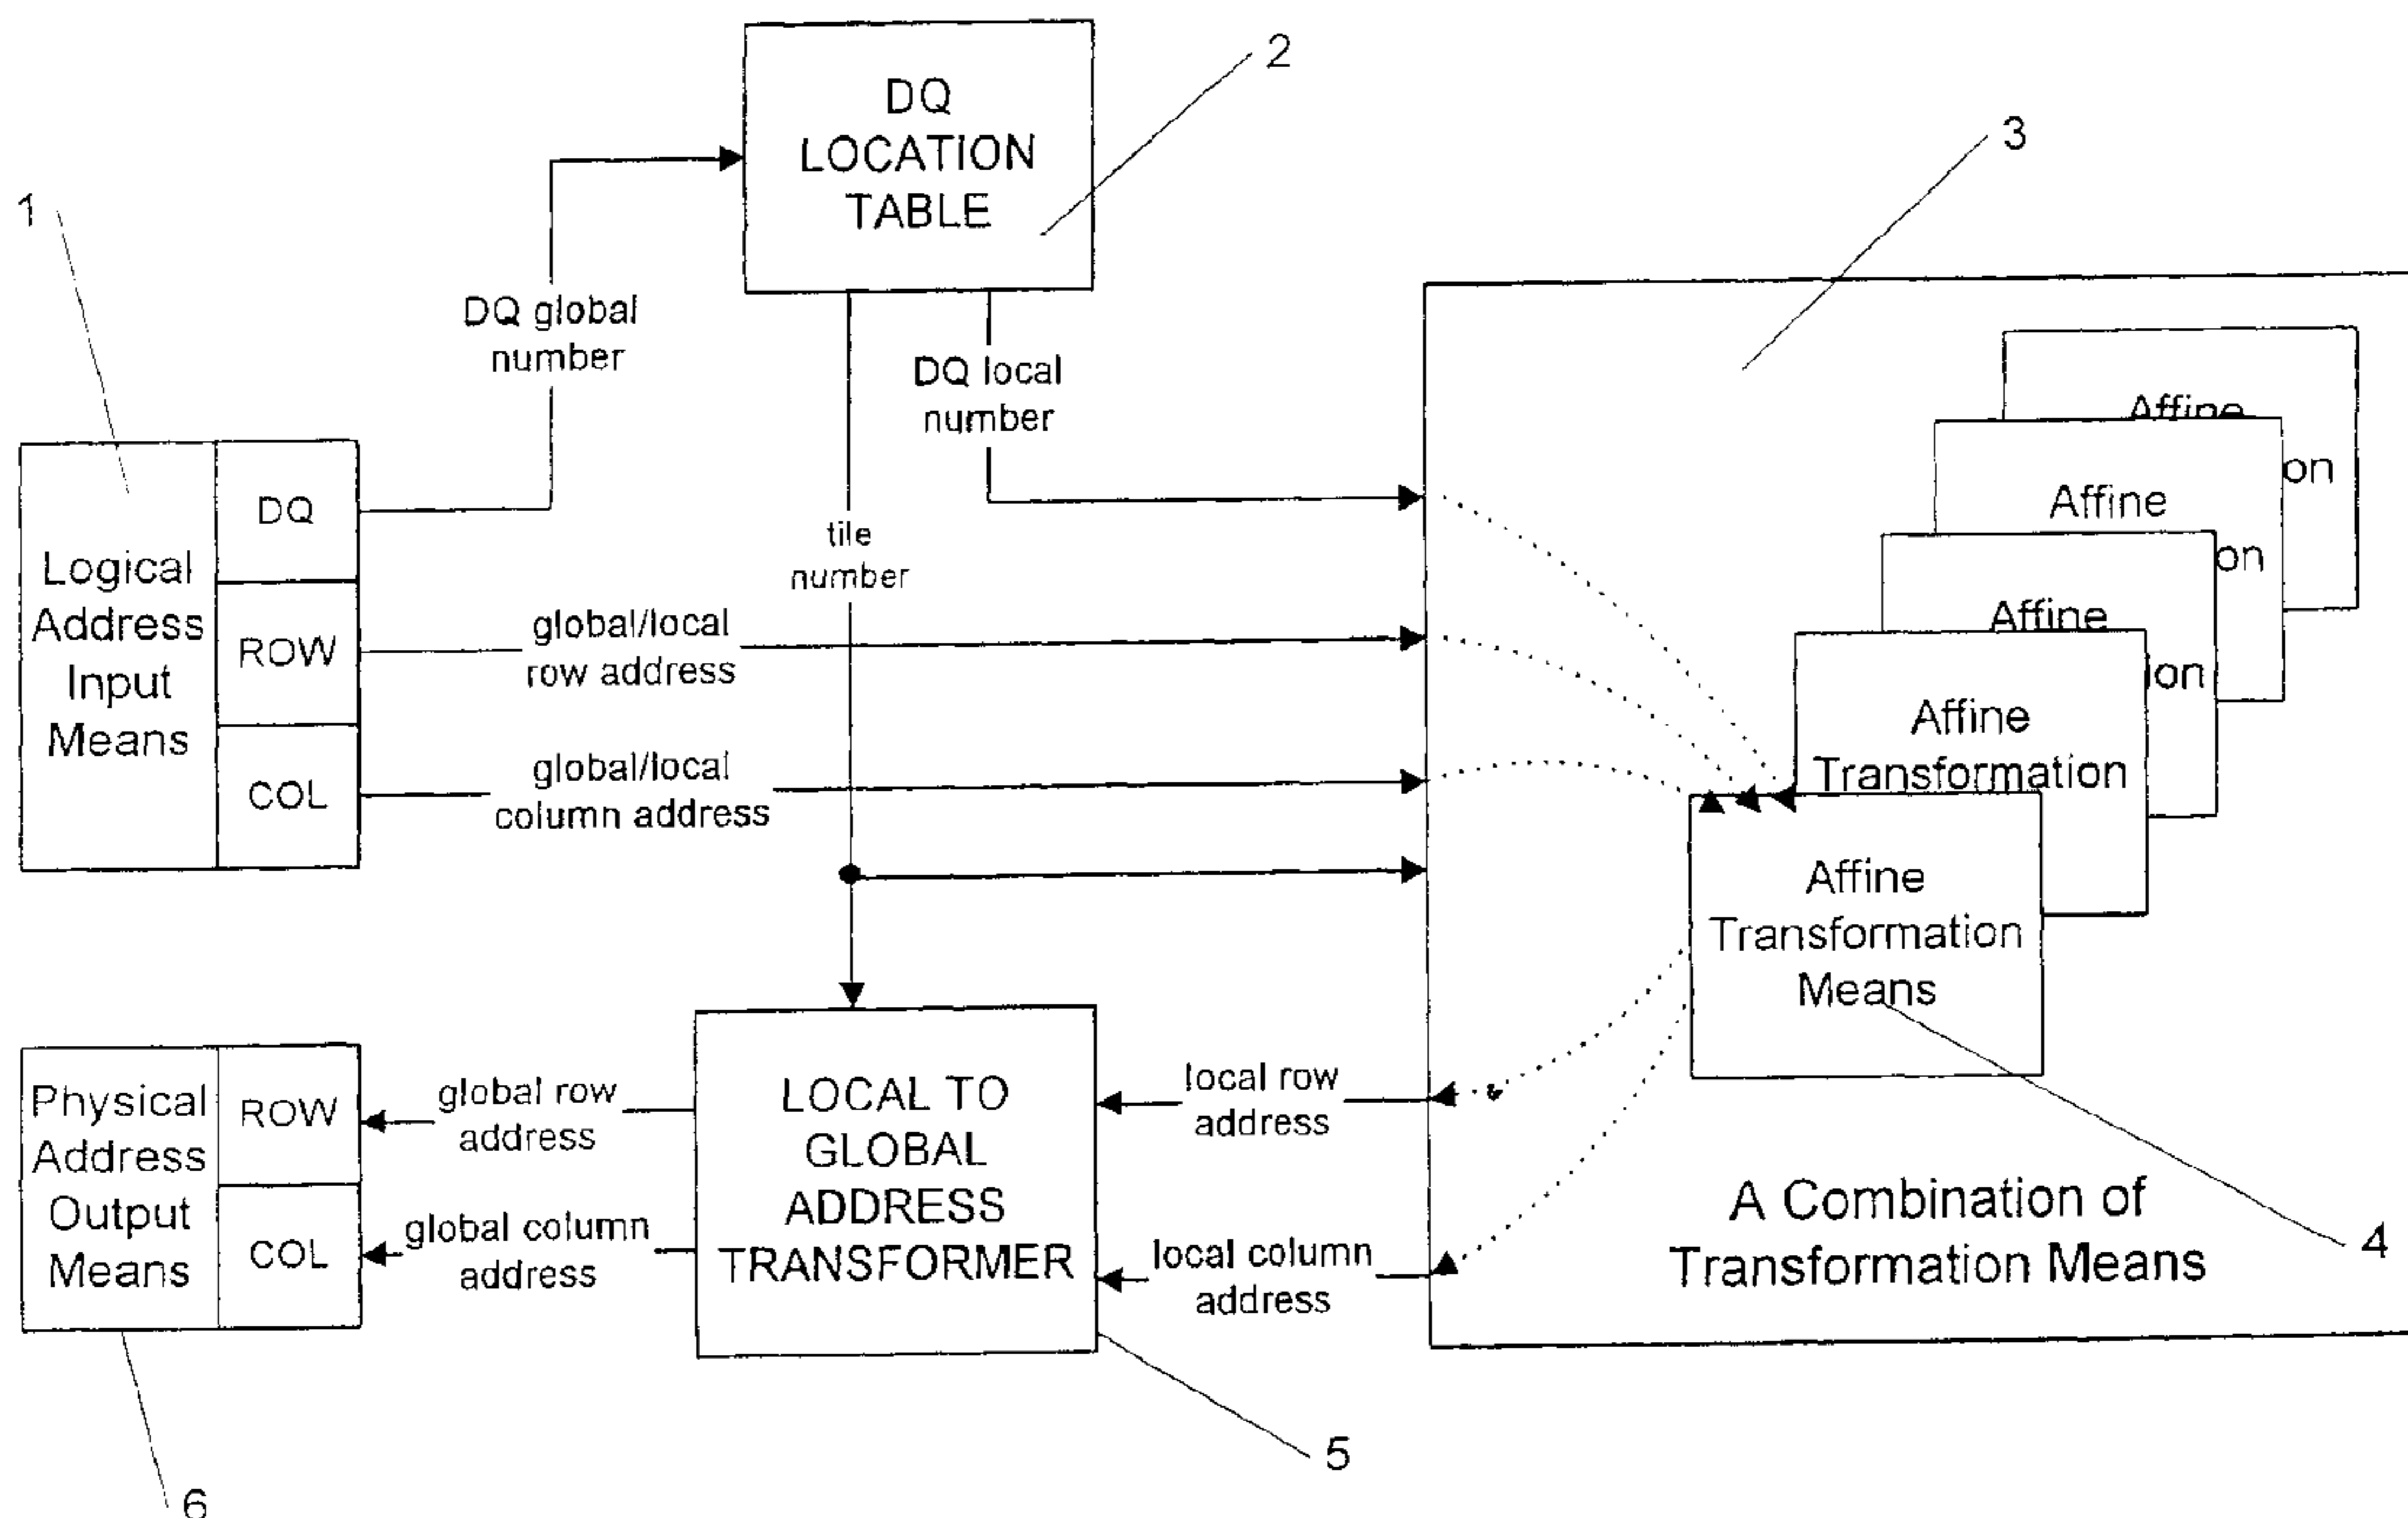 1
2
3
DQ
LOCATION
TABLE
DQ global
number
DQ local
number
tile
number
Logical
Address
Input
Means
DQ
ROW
COL
global/local
row address
global/local
column address
Affine
on
Affine
on
Affine
ion
Affine
Transformation
Affine
Transformation
Means
4
A Combination of
Transformation Means
local row
address
local column
address
LOCAL TO
GLOBAL
ADDRESS
TRANSFORMER
5
global row
address
global column
address
Physical
Address
Output
Means
ROW
COL
6